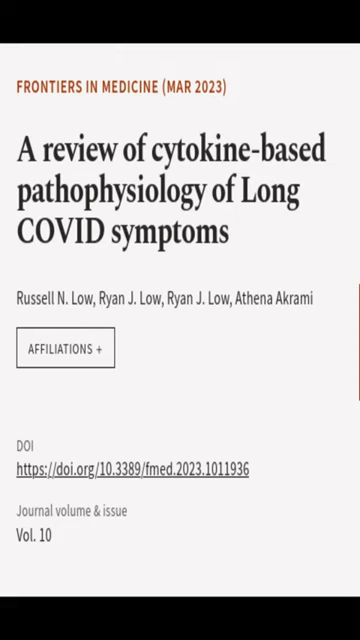 FRONTIERS IN MEDICINE (MAR 2023)
A review of cytokine-based
pathophysiology of Long
COVID symptoms
Russell N. Low, Ryan J. Low, Ryan J. Low, Athena Akrami
AFFILIATIONS +
DOI
https://doi.org/10.3389/fmed.2023.1011936
Journal volume & issue
Vol. 10